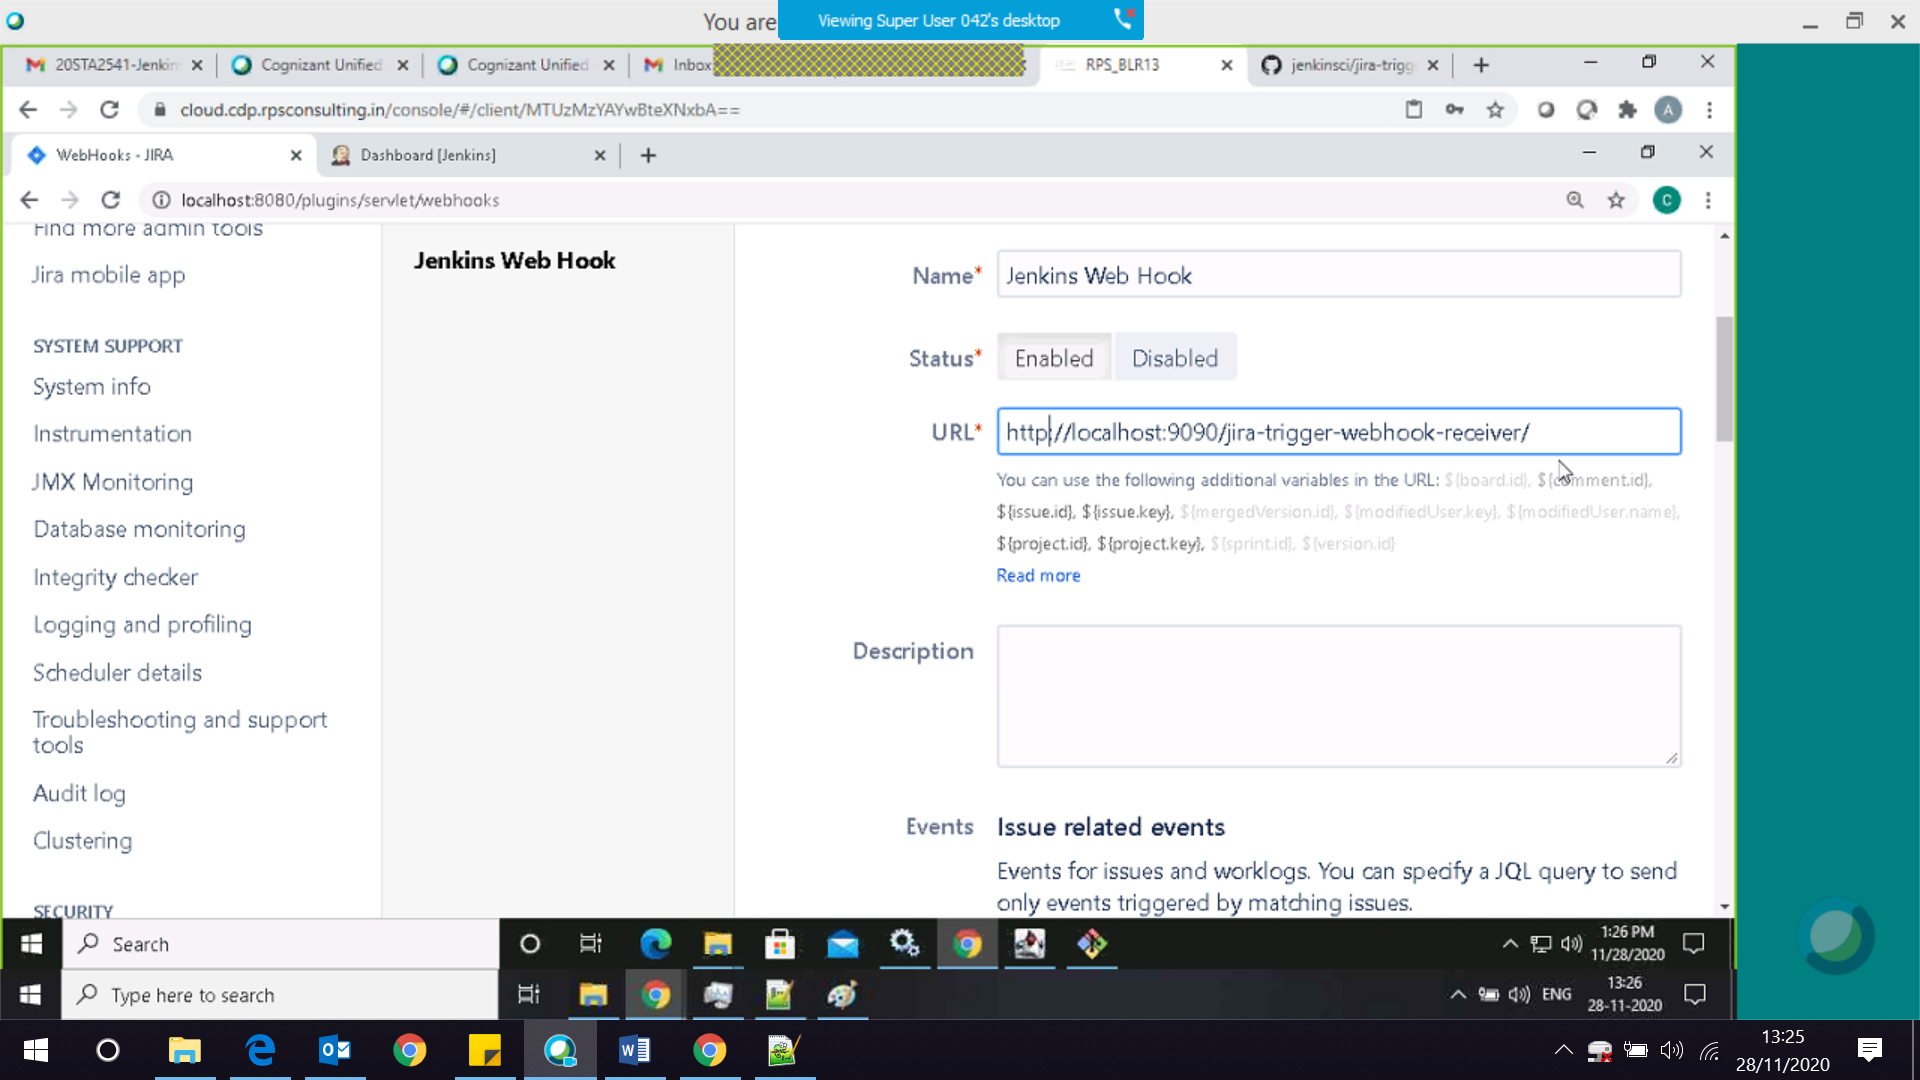 You are
Viewing Super User 042's desktop
20STA2541-Jenkin
Cognizant Unified
Cognizant Unified
Inbox
RPS_BLR13
jenkinsci/jira-trigg
cloud.cdp.rpsconsulting.in/console/#/client/MTUzMzYAYwBteXNxbA==
A
WebHooks - JIRA
Dashboard [Jenkins]
localhost:8080/plugins/servlet/webhooks
C
Find more admin tools
Jira mobile app
SYSTEM SUPPORT
System info
Instrumentation
JMX Monitoring
Database monitoring
Integrity checker
Logging and profiling
Scheduler details
Troubleshooting and support
tools
Audit log
Clustering
SECURITY
Jenkins Web Hook
Name* Jenkins Web Hook
Status* Enabled Disabled
URL* http://localhost:9090/jira-trigger-webhook-receiver/
You can use the following additional variables in the URL: ${board.id}, ${comment.id},
${issue.id}, ${issue.key}, ${mergedVersion.id}, ${modifiedUser.key}, ${modifiedUser.name},
${project.id}, ${project.key}, ${sprint.id}, ${version.id}
Read more
Description
Events Issue related events
Events for issues and worklogs. You can specify a JQL query to send
only events triggered by matching issues.
Search
1:26 PM
11/28/2020
Type here to search
ENG
13:26
28-11-2020
13:25
28/11/2020